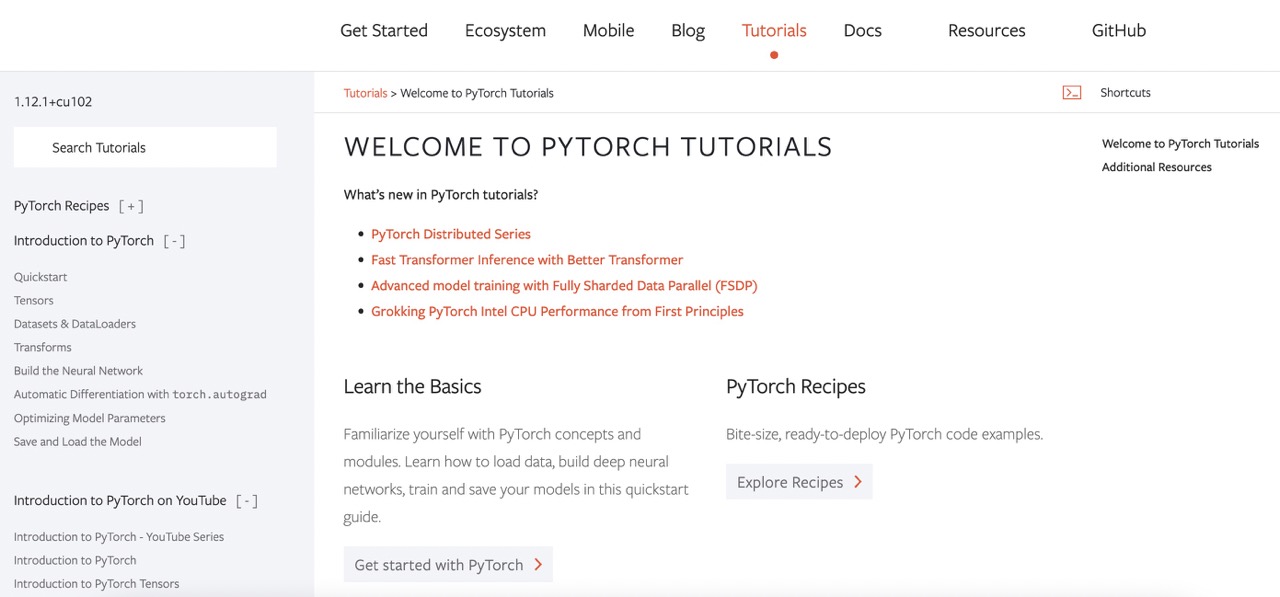 Get Started Ecosystem Mobile Blog Tutorials Docs Resources GitHub
1.12.1+cu102
Search Tutorials
PyTorch Recipes [ + ]
Introduction to PyTorch [ - ]
Quickstart
Tensors
Datasets & DataLoaders
Transforms
Build the Neural Network
Automatic Differentiation with torch.autograd
Optimizing Model Parameters
Save and Load the Model
Introduction to PyTorch on YouTube [ - ]
Introduction to PyTorch - YouTube Series
Introduction to PyTorch
Introduction to PyTorch Tensors
Tutorials > Welcome to PyTorch Tutorials
Shortcuts
WELCOME TO PYTORCH TUTORIALS
What's new in PyTorch tutorials?
• PyTorch Distributed Series
• Fast Transformer Inference with Better Transformer
• Advanced model training with Fully Sharded Data Parallel (FSDP)
• Grokking PyTorch Intel CPU Performance from First Principles
Learn the Basics
Familiarize yourself with PyTorch concepts and
modules. Learn how to load data, build deep neural
networks, train and save your models in this quickstart
guide.
Get started with PyTorch >
PyTorch Recipes
Bite-size, ready-to-deploy PyTorch code examples.
Explore Recipes >
Welcome to PyTorch Tutorials
Additional Resources